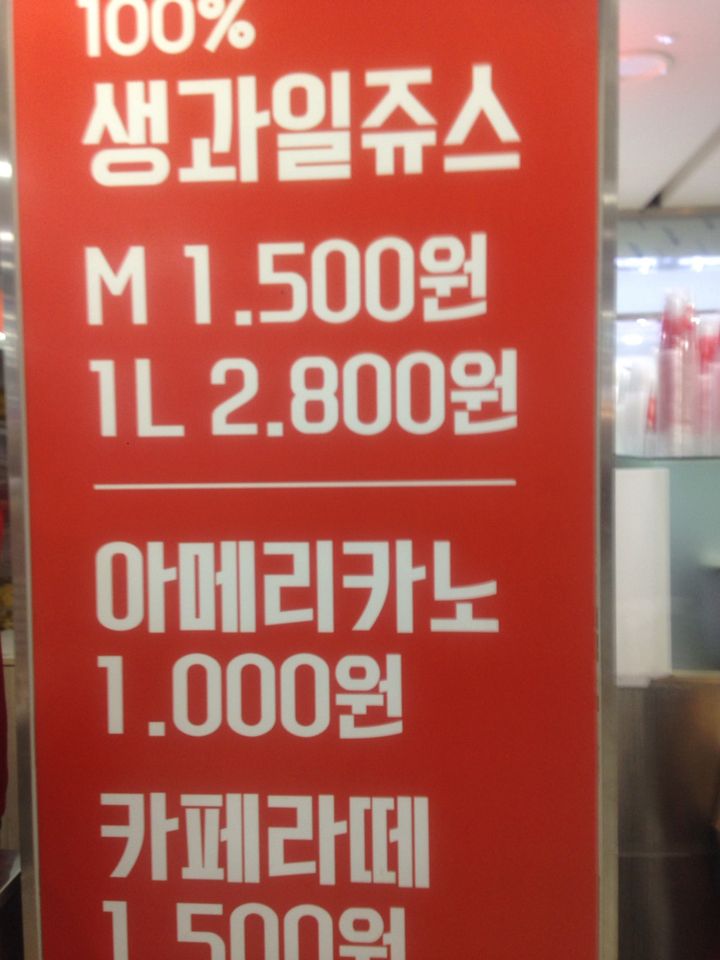 100%
생과일쥬스
M 1.500원
1L 2.800원
아메리카노
1.000원
카페라떼
1.500원